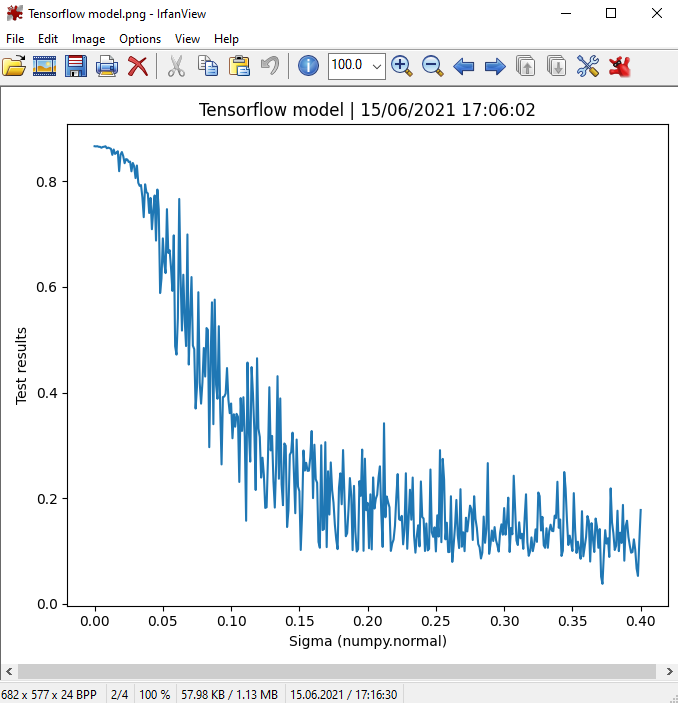 Tensorflow model.png - IrfanView
File Edit Image Options View Help
100.0
Tensorflow model | 15/06/2021 17:06:02
0.8
0.6
0.4
0.2
0.0
Test results
0.00 0.05 0.10 0.15 0.20 0.25 0.30 0.35 0.40
Sigma (numpy.normal)
682 x 577 x 24 BPP 2/4 100 % 57.98 KB / 1.13 MB 15.06.2021 / 17:16:30